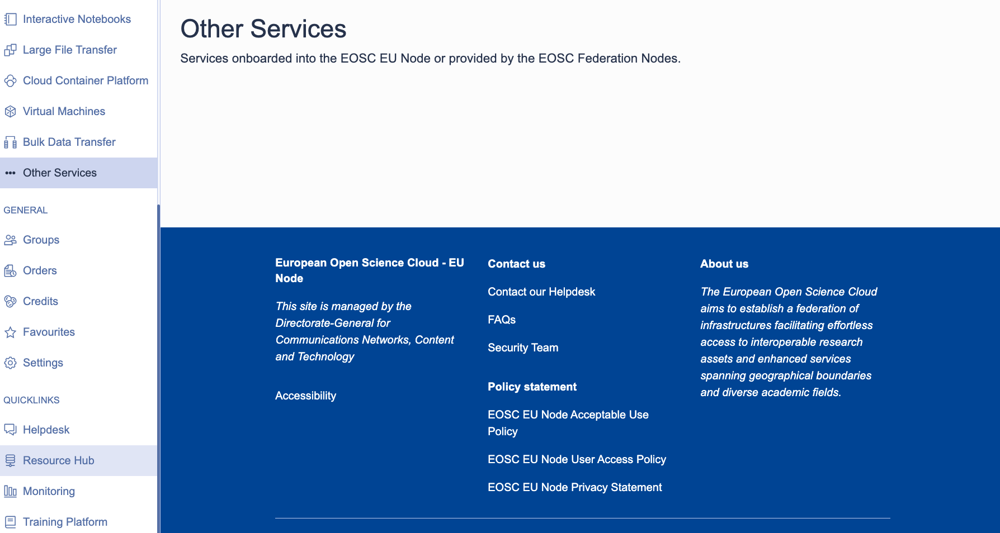 Interactive Notebooks
Large File Transfer
Cloud Container Platform
Virtual Machines
Bulk Data Transfer
Other Services
GENERAL
Groups
Orders
Credits
Favourites
Settings
QUICKLINKS
Helpdesk
Resource Hub
Monitoring
Training Platform
Other Services
Services onboarded into the EOSC EU Node or provided by the EOSC Federation Nodes.
European Open Science Cloud - EU
Node
This site is managed by the
Directorate-General for
Communications Networks, Content
and Technology
Accessibility
Contact us
Contact our Helpdesk
FAQs
Security Team
Policy statement
EOSC EU Node Acceptable Use
Policy
EOSC EU Node User Access Policy
EOSC EU Node Privacy Statement
About us
The European Open Science Cloud
aims to establish a federation of
infrastructures facilitating effortless
access to interoperable research
assets and enhanced services
spanning geographical boundaries
and diverse academic fields.